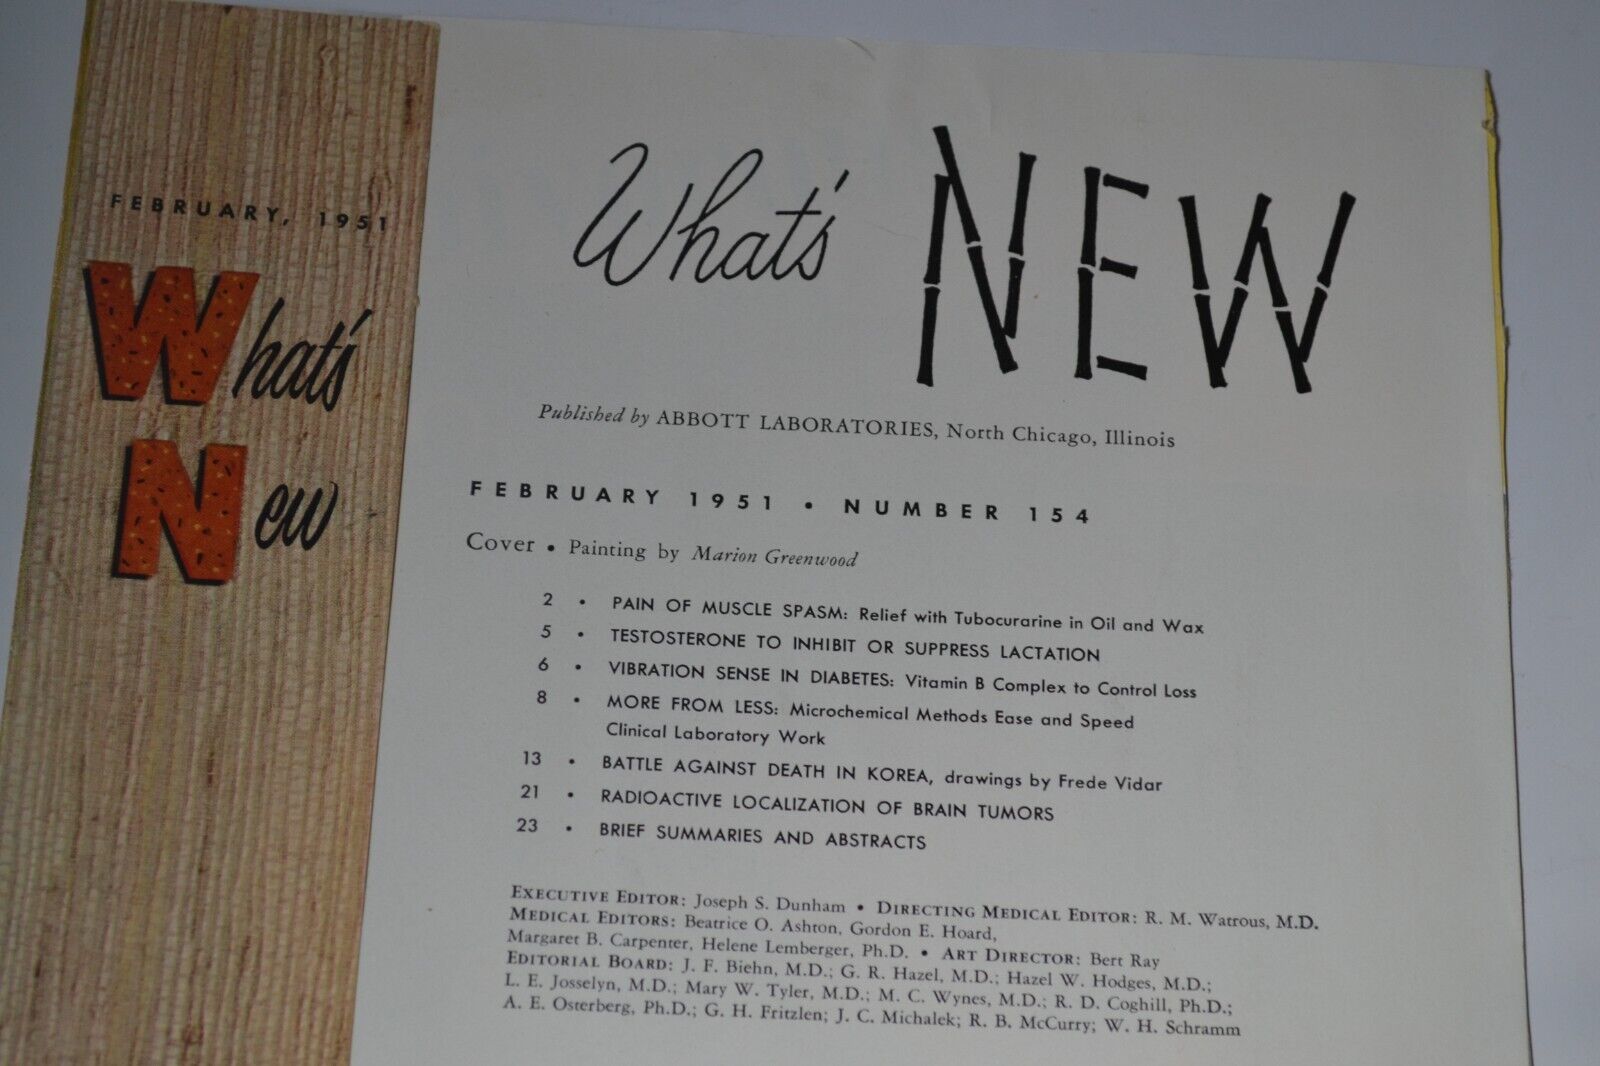 FEBRUARY, 1951
What's
New
What's NEW
Published by ABBOTT LABORATORIES, North Chicago, Illinois
FEBRUARY 1951 • NUMBER 154
Cover • Painting by Marion Greenwood
2 • PAIN OF MUSCLE SPASM: Relief with Tubocurarine in Oil and Wax
5 • TESTOSTERONE TO INHIBIT OR SUPPRESS LACTATION
6 • VIBRATION SENSE IN DIABETES: Vitamin B Complex to Control Loss
8 • MORE FROM LESS: Microchemical Methods Ease and Speed
Clinical Laboratory Work
13 • BATTLE AGAINST DEATH IN KOREA, drawings by Frede Vidar
21 • RADIOACTIVE LOCALIZATION OF BRAIN TUMORS
23 • BRIEF SUMMARIES AND ABSTRACTS
EXECUTIVE EDITOR: Joseph S. Dunham • DIRECTING MEDICAL EDITOR: R. M. Watrous, M.D.
MEDICAL EDITORS: Beatrice O. Ashton, Gordon E. Hoard,
Margaret B. Carpenter, Helene Lemberger, Ph.D. • ART DIRECTOR: Bert Ray
EDITORIAL BOARD: J. F. Biehn, M.D.; G. R. Hazel, M.D.; Hazel W. Hodges, M.D.;
L. E. Josselyn, M.D.; Mary W. Tyler, M.D.; M. C. Wynes, M.D.; R. D. Coghill, Ph.D.;
A. E. Osterberg, Ph.D.; G. H. Fritzlen; J. C. Michalek; R. B. McCurry; W. H. Schramm